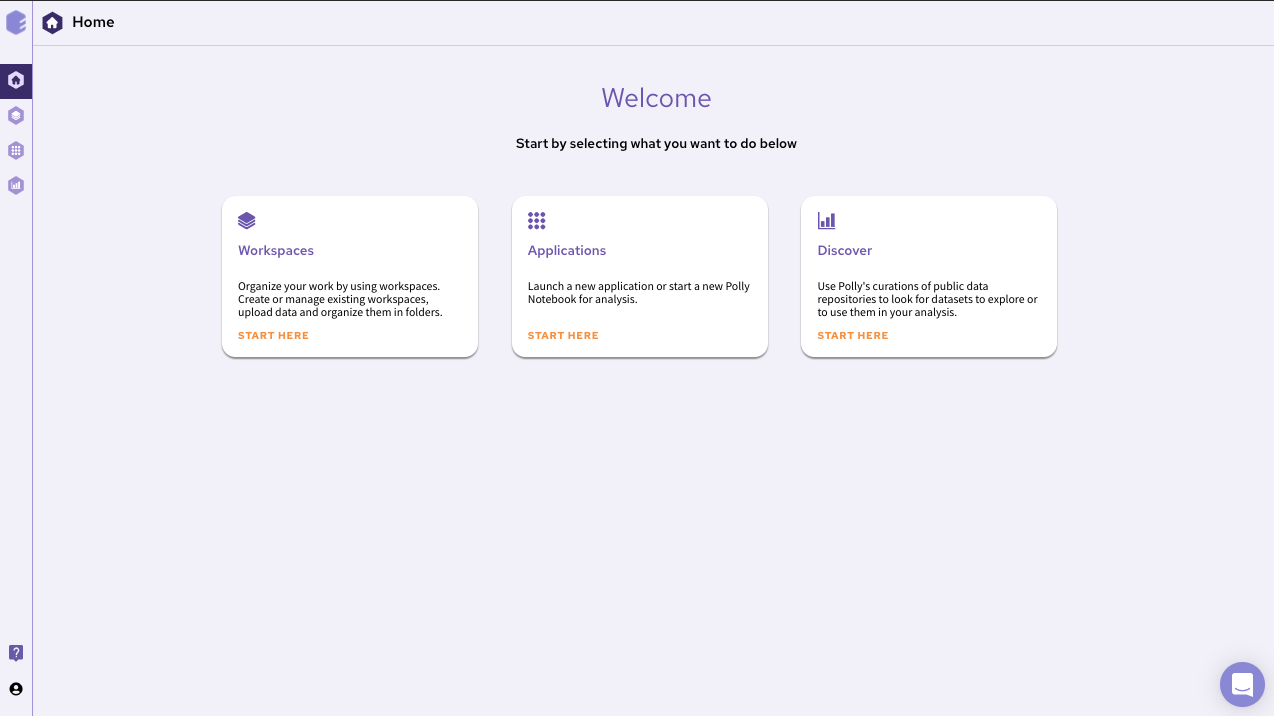 Home
Welcome
Start by selecting what you want to do below
Workspaces
Organize your work by using workspaces.
Create or manage existing workspaces,
upload data and organize them in folders.
START HERE
Applications
Launch a new application or start a new Polly
Notebook for analysis.
START HERE
Discover
Use Polly's curations of public data
repositories to look for datasets to explore or
to use them in your analysis.
START HERE
?